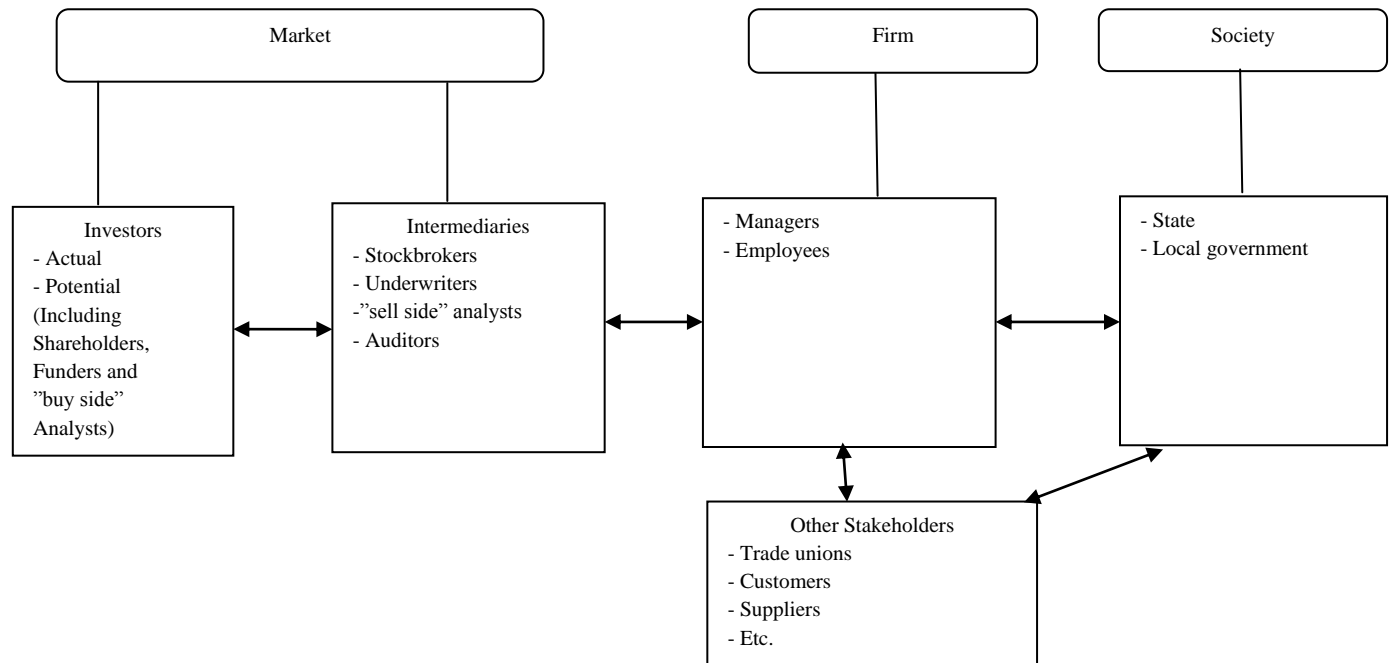 Market
Firm
Society
Investors
- Actual
- Potential
(Including
Shareholders,
Funders and
”buy side”
Analysts)
Intermediaries
- Stockbrokers
- Underwriters
-”sell side” analysts
- Auditors
- Managers
- Employees
- State
- Local government
Other Stakeholders
- Trade unions
- Customers
- Suppliers
- Etc.